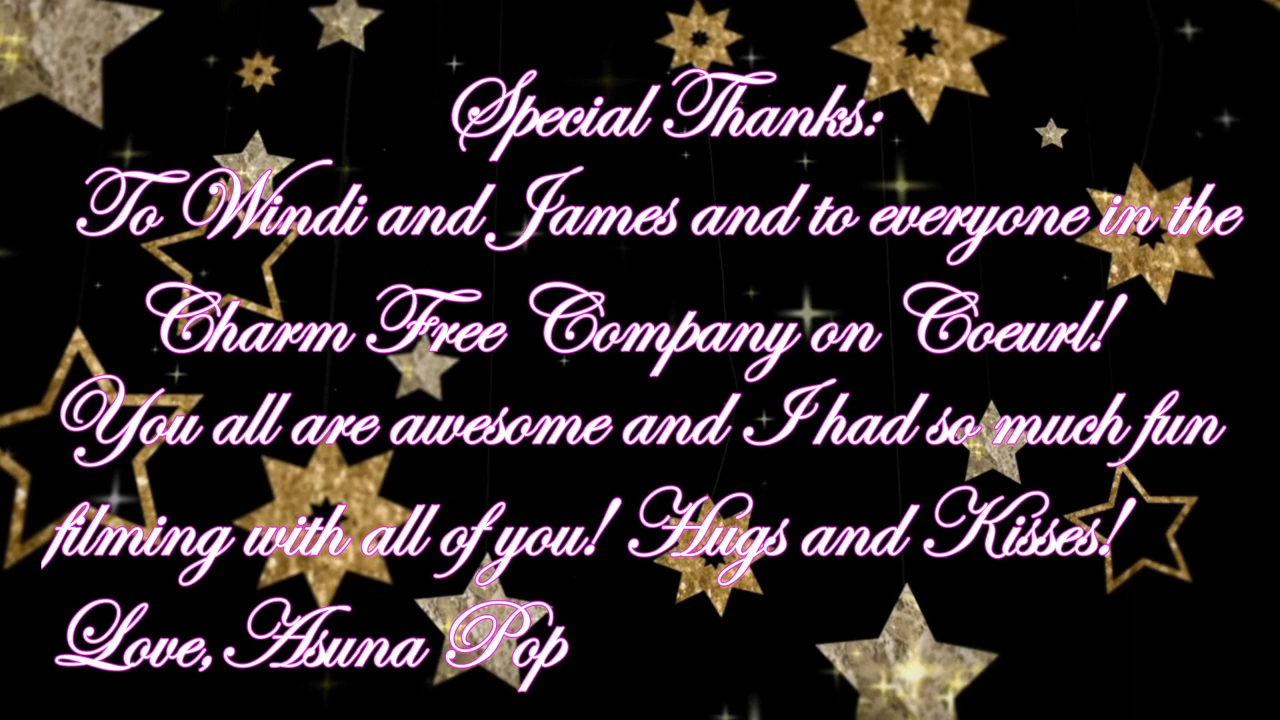 Special Thanks:
To Windi and James and to everyone in the
Charm Free Company on Coeurl!
You all are awesome and I had so much fun
filming with all of you! Hugs and Kisses!
Love, Asuna Pop